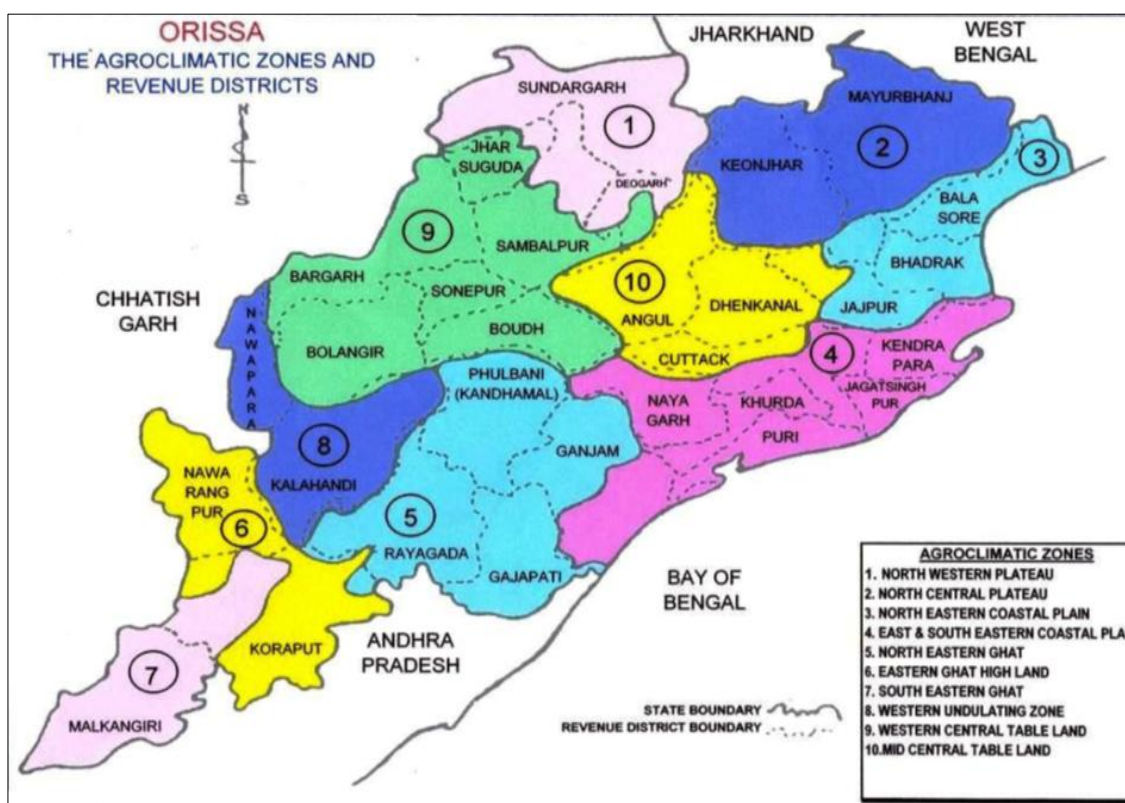 ORISSA
THE AGROCLIMATIC ZONES AND
REVENUE DISTRICTS
N
S
JHARKHAND
WEST
BENGAL
SUNDARGARH
1
MAYURBHANJ
2
3
JHAR
SUGUDA
KEONJHAR
DEOGARH
BALA
SORE
9
SAMBALPUR
BHADRAK
BARGARH
10
CHHATISH
GARH
SONEPUR
ANGUL
DHENKANAL
JAJPUR
BOUDH
NAWAPARA
BOLANGIR
CUTTACK
4
KENDRA
PARA
PHULBANI
(KANDHAMAL)
JAGATSINGH
PUR
NAYA
GARH
KHURDA
PURI
8
GANJAM
KALAHANDI
NAWA
RANG
PUR
6
5
RAYAGADA
GAJAPATI
BAY OF
BENGAL
KORAPUT
ANDHRA
PRADESH
7
MALKANGIRI
STATE BOUNDARY
REVENUE DISTRICT BOUNDARY
AGROCLIMATIC ZONES
1. NORTH WESTERN PLATEAU
2. NORTH CENTRAL PLATEAU
3. NORTH EASTERN COASTAL PLAIN
4. EAST & SOUTH EASTERN COASTAL PLA
5. NORTH EASTERN GHAT
6. EASTERN GHAT HIGH LAND
7. SOUTH EASTERN GHAT
8. WESTERN UNDULATING ZONE
9. WESTERN CENTRAL TABLE LAND
10.MID CENTRAL TABLE LAND